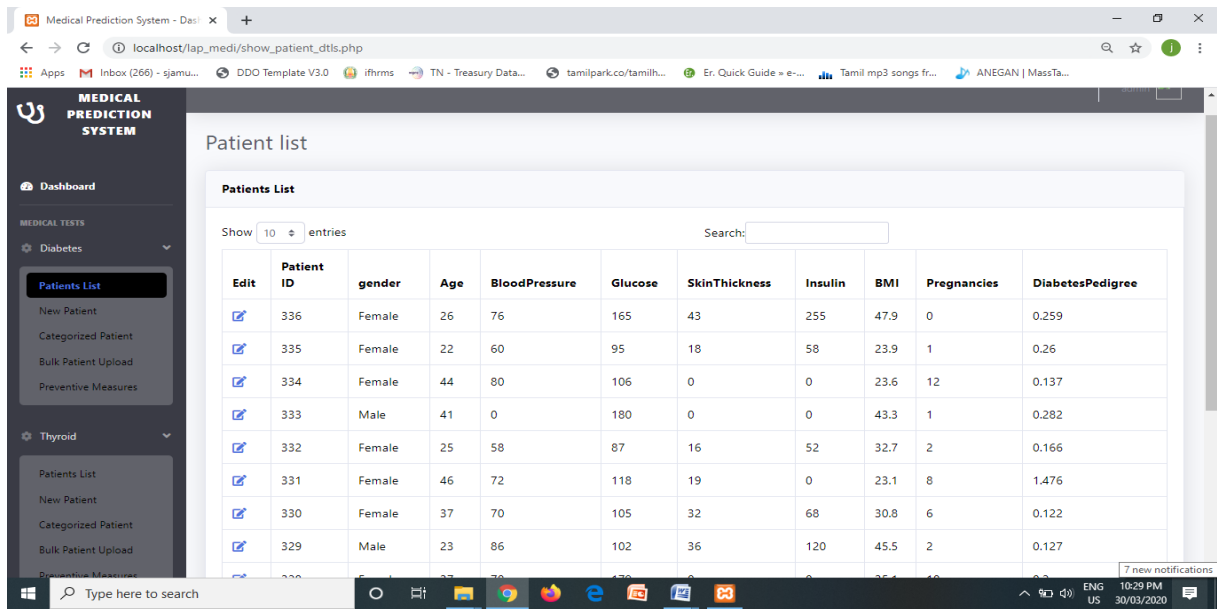 Medical Prediction System - Das
localhost/lap_medi/show_patient_dtls.php
j
Apps Inbox (266) - sjamu... DDO Template V3.0 ifhrms TN - Treasury Data... tamilpark.co/tamilh... Er. Quick Guide » e-... Tamil mp3 songs fr... ANEGAN | MassTa...
MEDICAL
PREDICTION
SYSTEM
admin
Dashboard
MEDICAL TESTS
Diabetes
Patients List
New Patient
Categorized Patient
Bulk Patient Upload
Preventive Measures
Thyroid
Patients List
New Patient
Categorized Patient
Bulk Patient Upload
Preventive Measures
Patient list
Patients List
Show 10 entries Search:
Edit Patient ID gender Age BloodPressure Glucose SkinThickness Insulin BMI Pregnancies DiabetesPedigree
336 Female 26 76 165 43 255 47.9 0 0.259
335 Female 22 60 95 18 58 23.9 1 0.26
334 Female 44 80 106 0 0 23.6 12 0.137
333 Male 41 0 180 0 0 43.3 1 0.282
332 Female 25 58 87 16 52 32.7 2 0.166
331 Female 46 72 118 19 0 23.1 8 1.476
330 Female 37 70 105 32 68 30.8 6 0.122
329 Male 23 86 102 36 120 45.5 2 0.127
7 new notifications
Type here to search
ENG
US
10:29 PM
30/03/2020